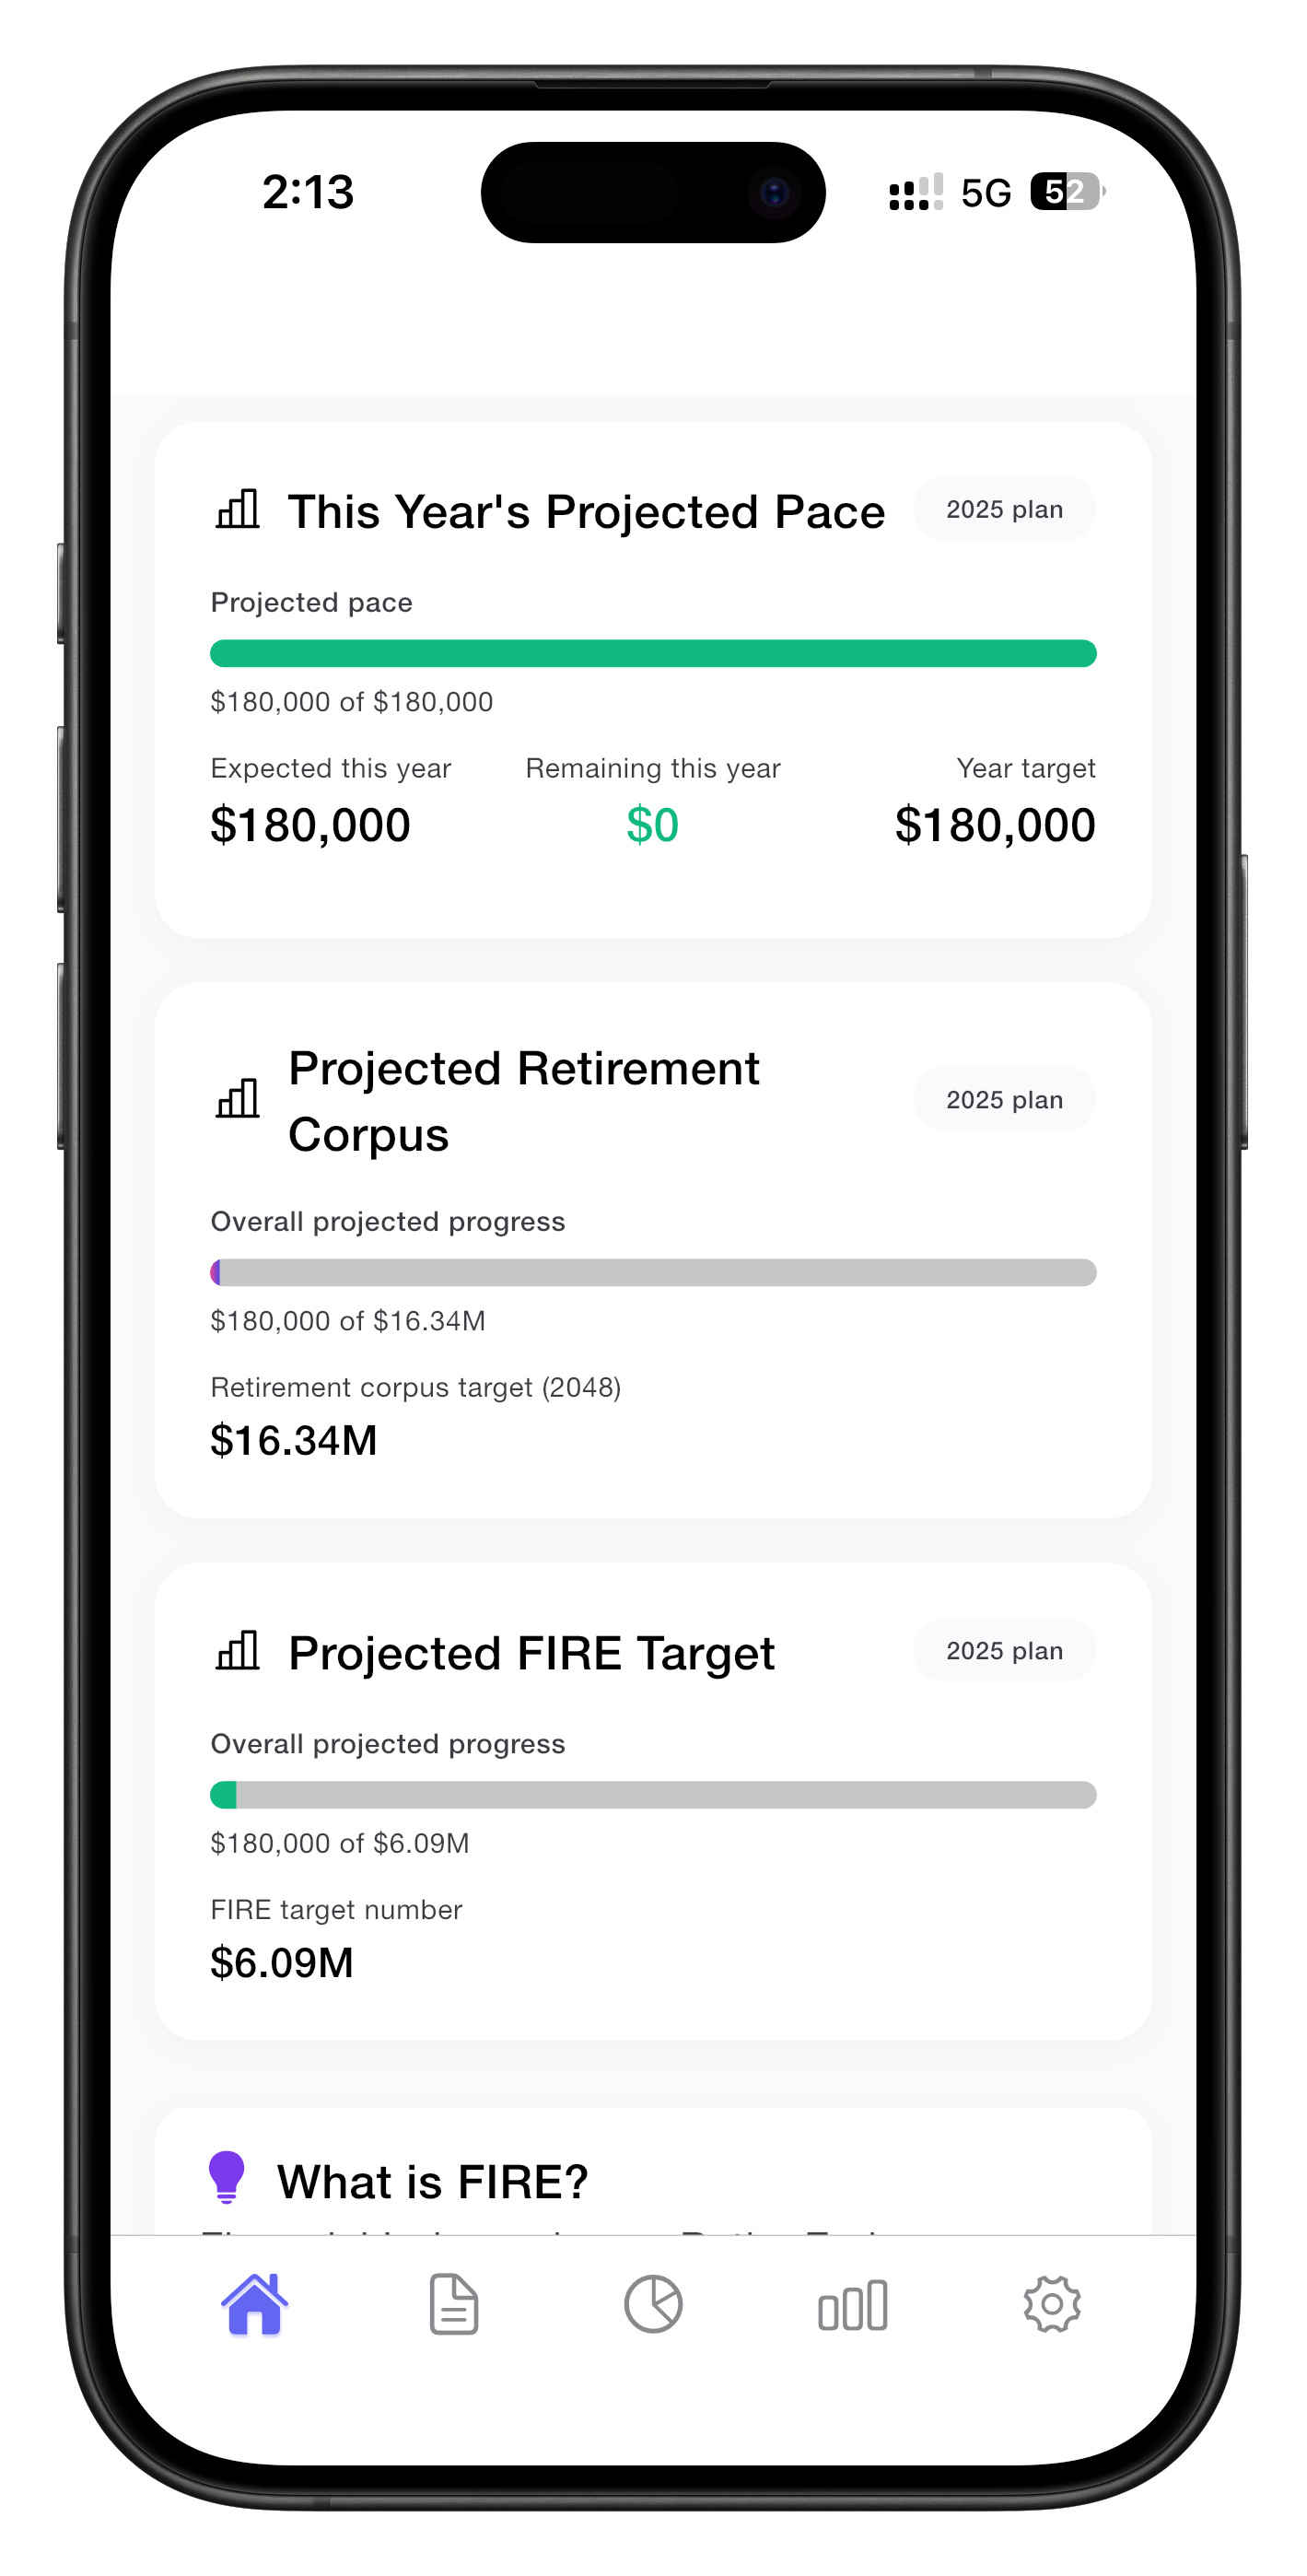 2:13
5G
52
This Year's Projected Pace
2025 plan
Projected pace
$180,000 of $180,000
Expected this year
Remaining this year
Year target
$180,000
$0
$180,000
Projected Retirement
Corpus
2025 plan
Overall projected progress
$180,000 of $16.34M
Retirement corpus target (2048)
$16.34M
Projected FIRE Target
2025 plan
Overall projected progress
$180,000 of $6.09M
FIRE target number
$6.09M
What is FIRE?